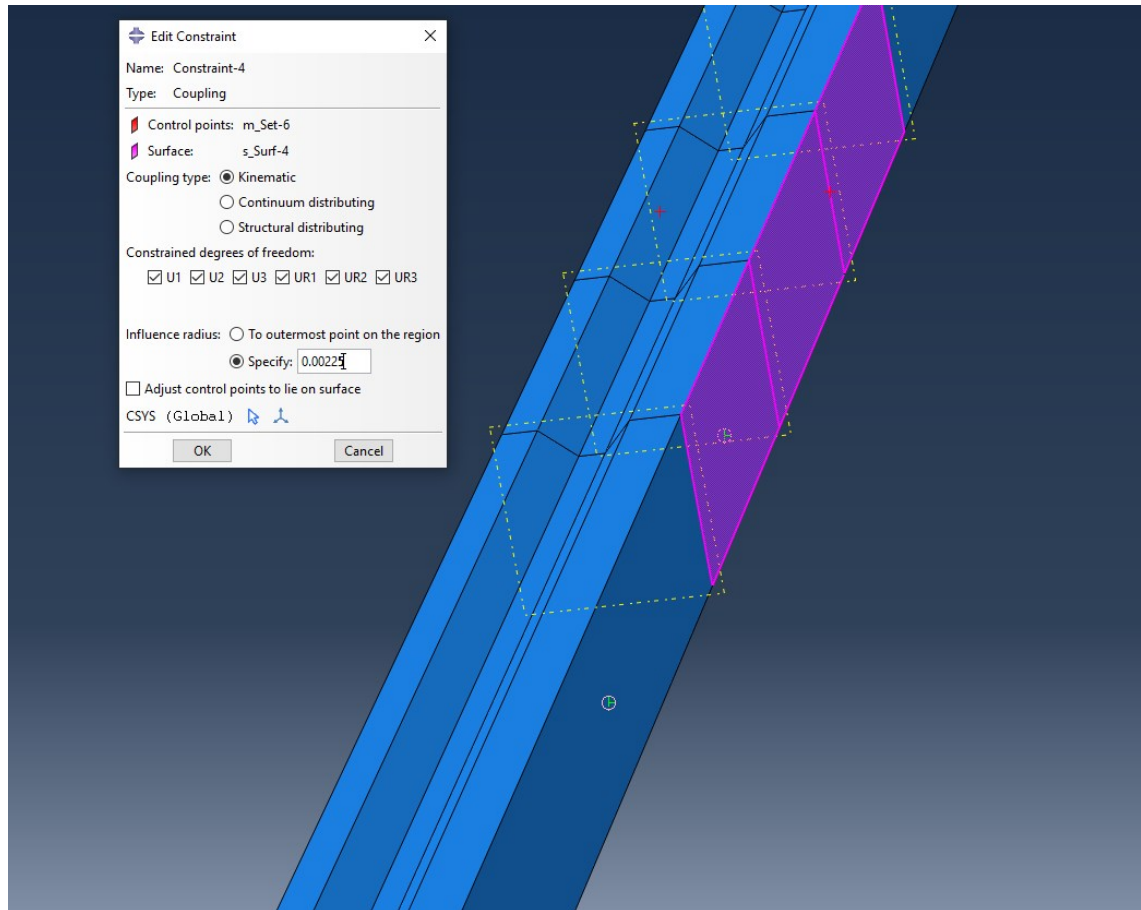 Edit Constraint
Name: Constraint-4
Type: Coupling
Control points: m_Set-6
Surface: s_Surf-4
Coupling type: Kinematic
Continuum distributing
Structural distributing
Constrained degrees of freedom:
U1 U2 U3 UR1 UR2 UR3
Influence radius: To outermost point on the region
Specify: 0.00225
Adjust control points to lie on surface
CSYS (Global)
OK Cancel